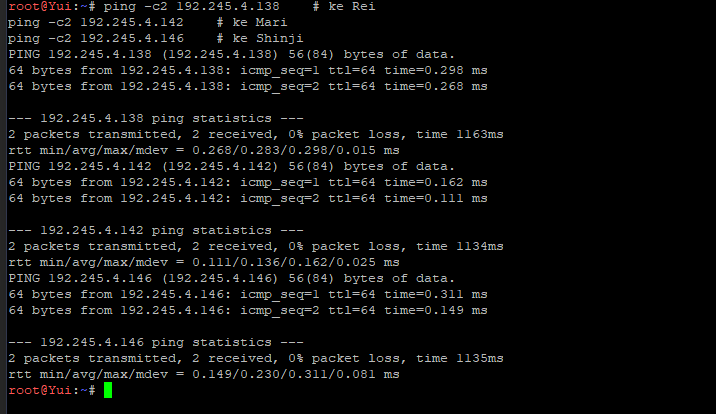 root@Yui:~# ping -c2 192.245.4.138    # ke Rei
ping -c2 192.245.4.142    # ke Mari
ping -c2 192.245.4.146    # ke Shinji
PING 192.245.4.138 (192.245.4.138) 56(84) bytes of data.
64 bytes from 192.245.4.138: icmp_seq=1 ttl=64 time=0.298 ms
64 bytes from 192.245.4.138: icmp_seq=2 ttl=64 time=0.268 ms

--- 192.245.4.138 ping statistics ---
2 packets transmitted, 2 received, 0% packet loss, time 1163ms
rtt min/avg/max/mdev = 0.268/0.283/0.298/0.015 ms
PING 192.245.4.142 (192.245.4.142) 56(84) bytes of data.
64 bytes from 192.245.4.142: icmp_seq=1 ttl=64 time=0.162 ms
64 bytes from 192.245.4.142: icmp_seq=2 ttl=64 time=0.111 ms

--- 192.245.4.142 ping statistics ---
2 packets transmitted, 2 received, 0% packet loss, time 1134ms
rtt min/avg/max/mdev = 0.111/0.136/0.162/0.025 ms
PING 192.245.4.146 (192.245.4.146) 56(84) bytes of data.
64 bytes from 192.245.4.146: icmp_seq=1 ttl=64 time=0.311 ms
64 bytes from 192.245.4.146: icmp_seq=2 ttl=64 time=0.149 ms

--- 192.245.4.146 ping statistics ---
2 packets transmitted, 2 received, 0% packet loss, time 1135ms
rtt min/avg/max/mdev = 0.149/0.230/0.311/0.081 ms
root@Yui:~#